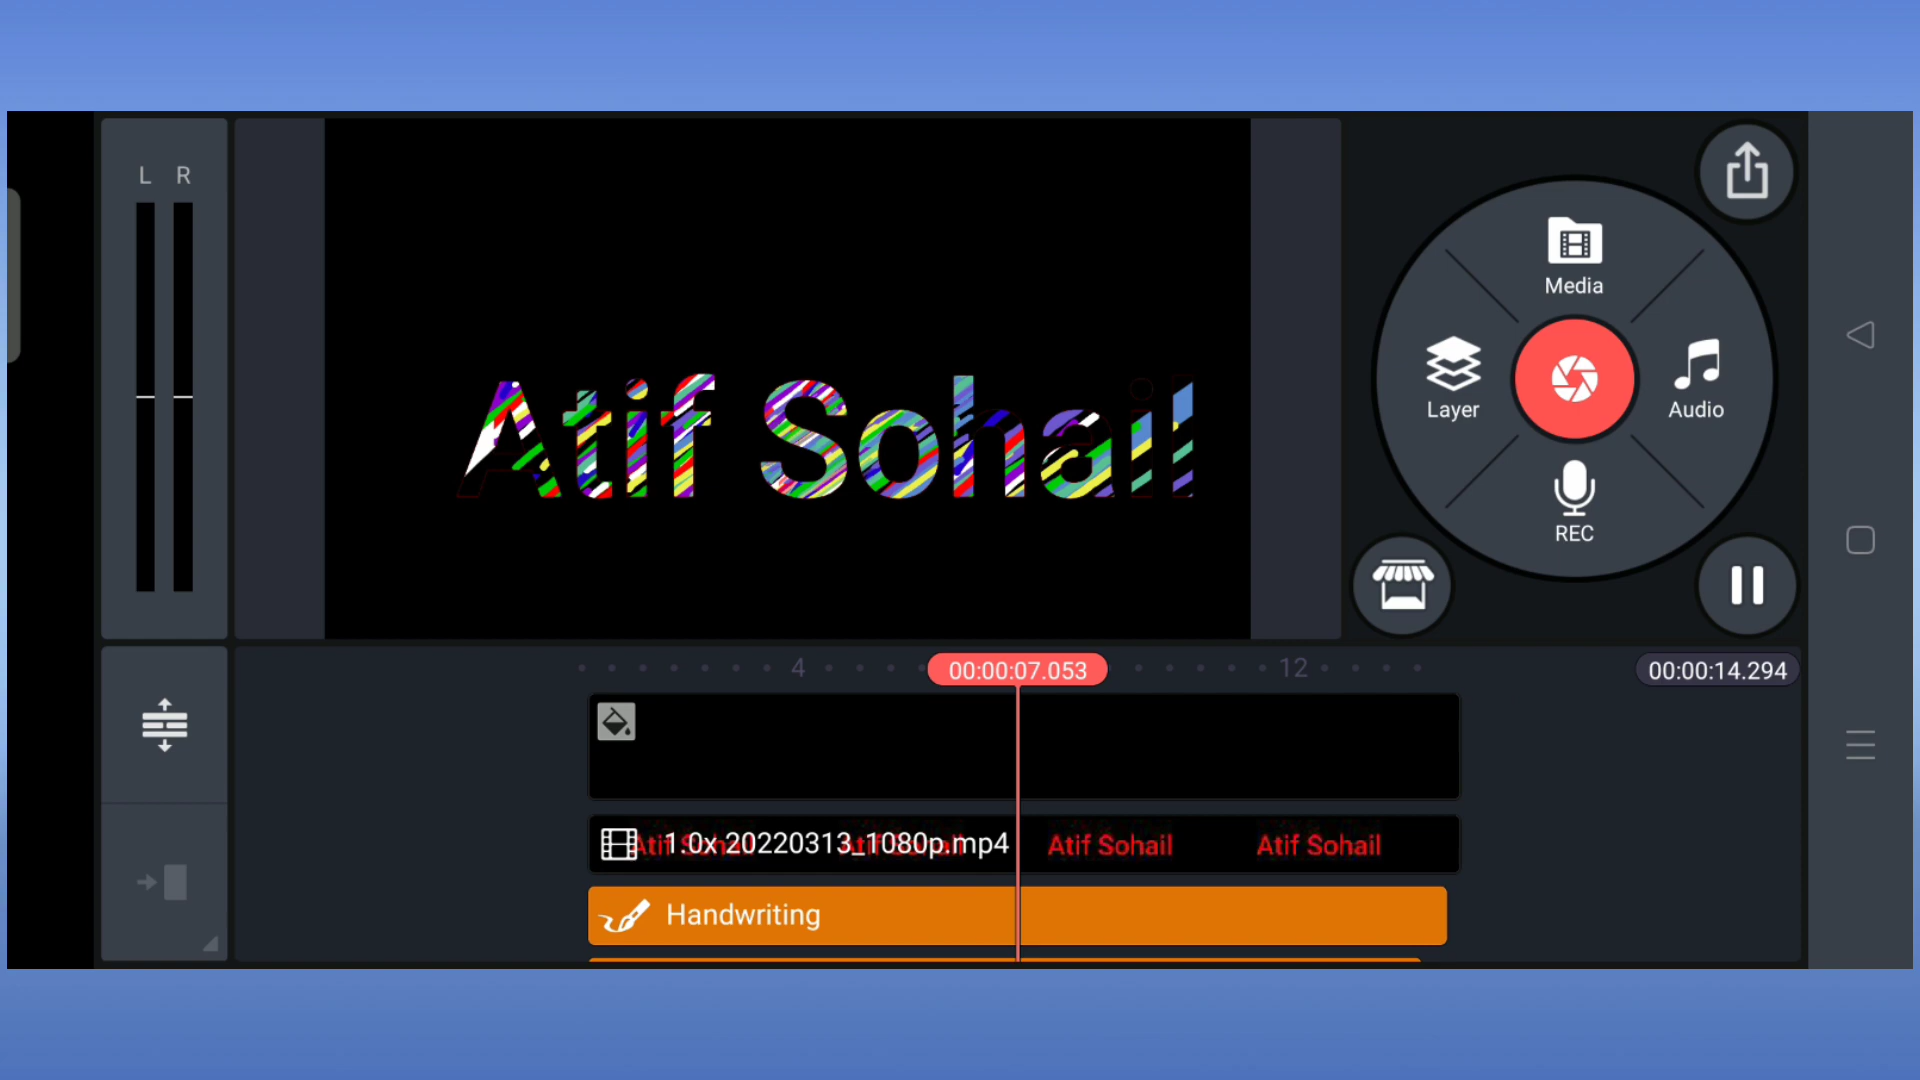 L R
Media
Layer
Audio
REC
Atif Sohail
4
00:00:07.053
12
00:00:14.294
1.0x 20220313_1080p.mp4
Atif Sohail
Atif Sohail
Handwriting